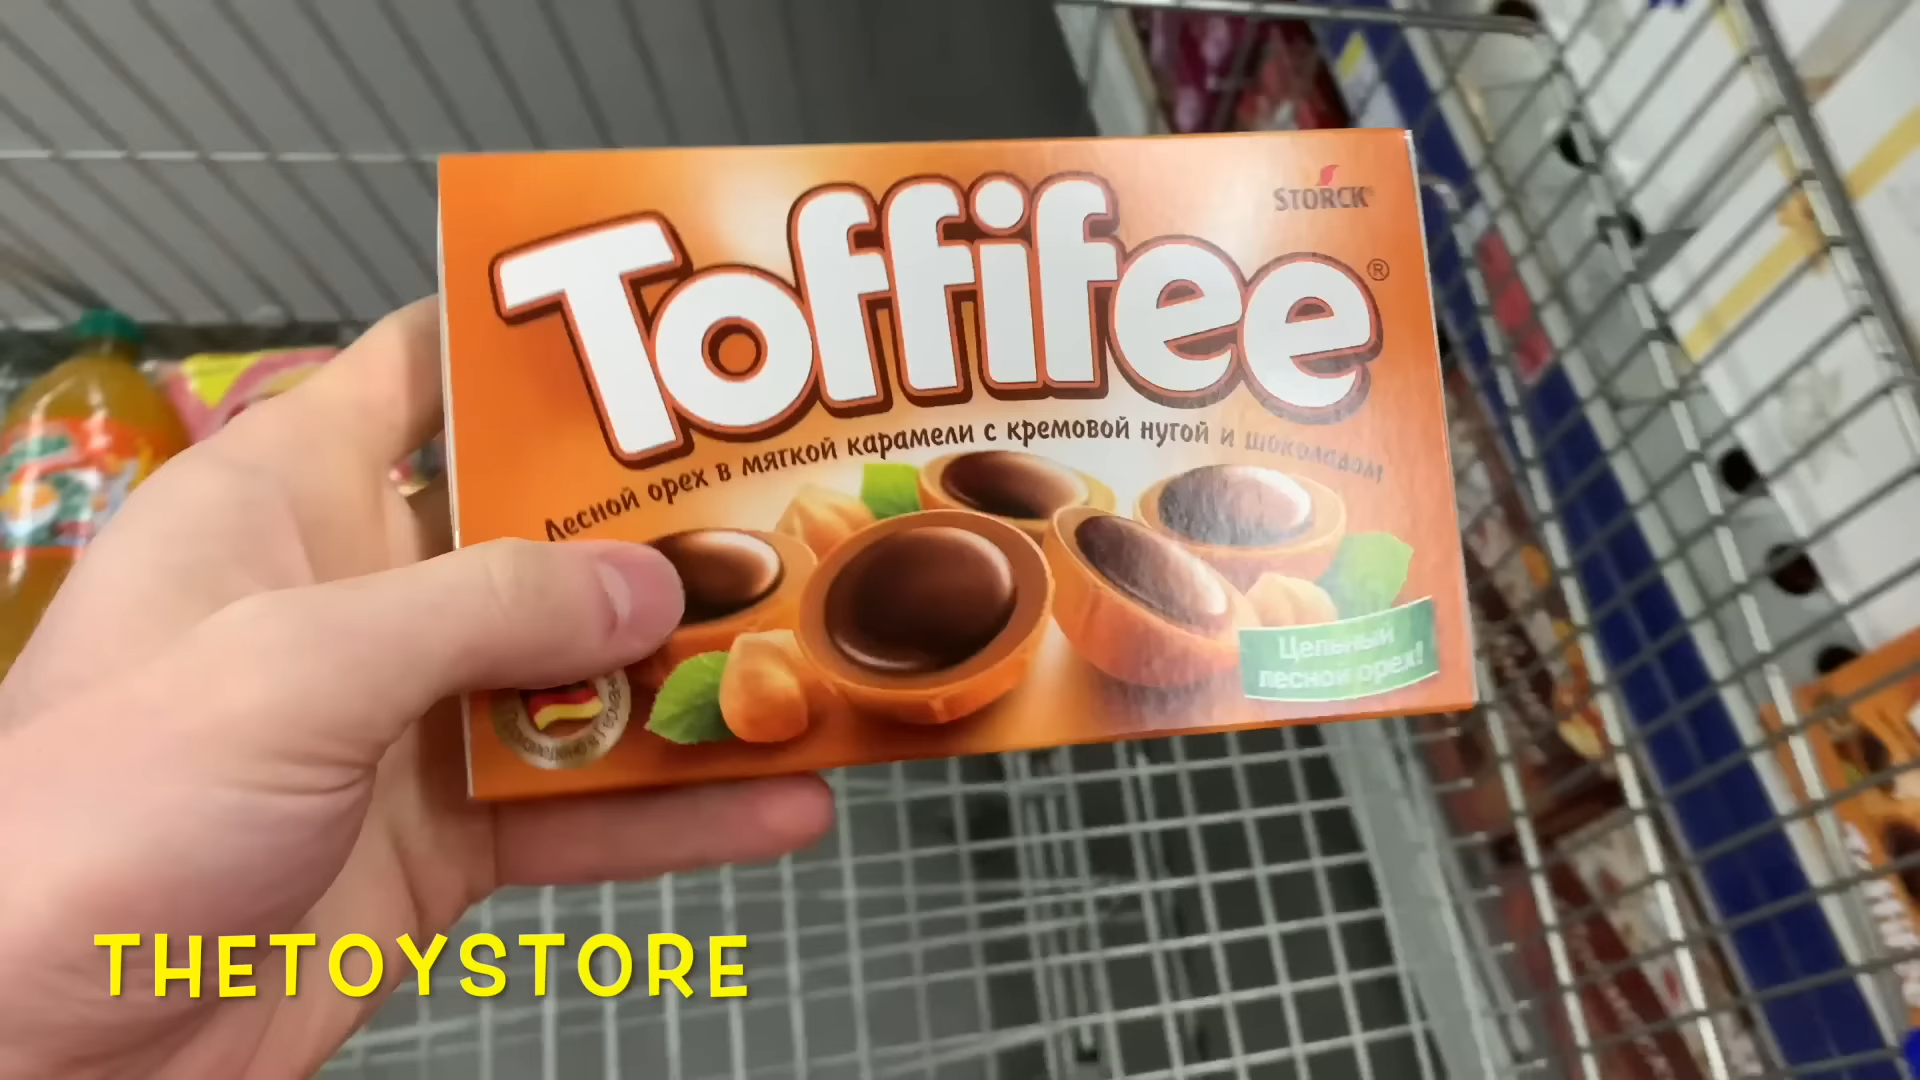 STORCK®
Toffifee®
Лесной орех в мягкой карамели с кремовой нугой и шоколадом
Цельный
лесной орех!
THETOYSTORE